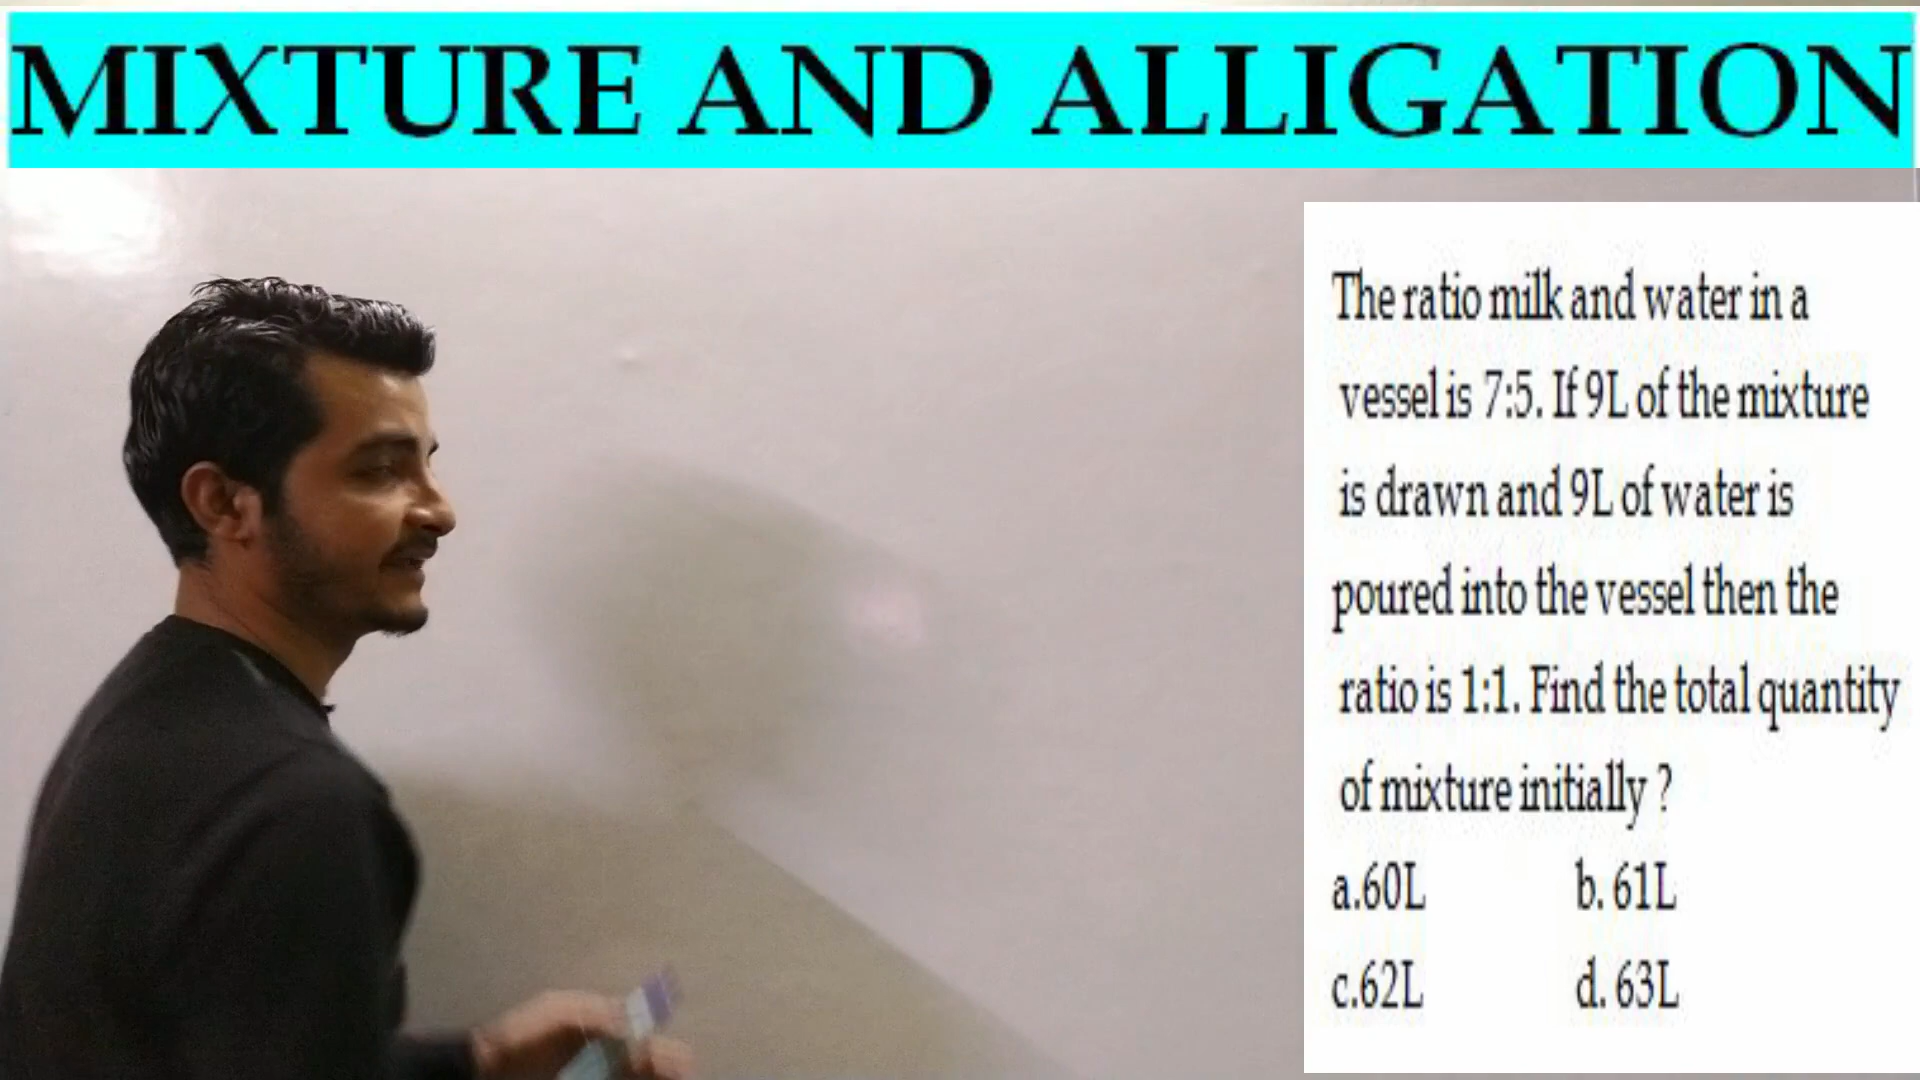 MIXTURE AND ALLIGATION
The ratio milk and water in a
vessel is 7:5. If 9L of the mixture
is drawn and 9L of water is
poured into the vessel then the
ratio is 1:1. Find the total quantity
of mixture initially ?
a.60L b. 61L
c.62L d. 63L